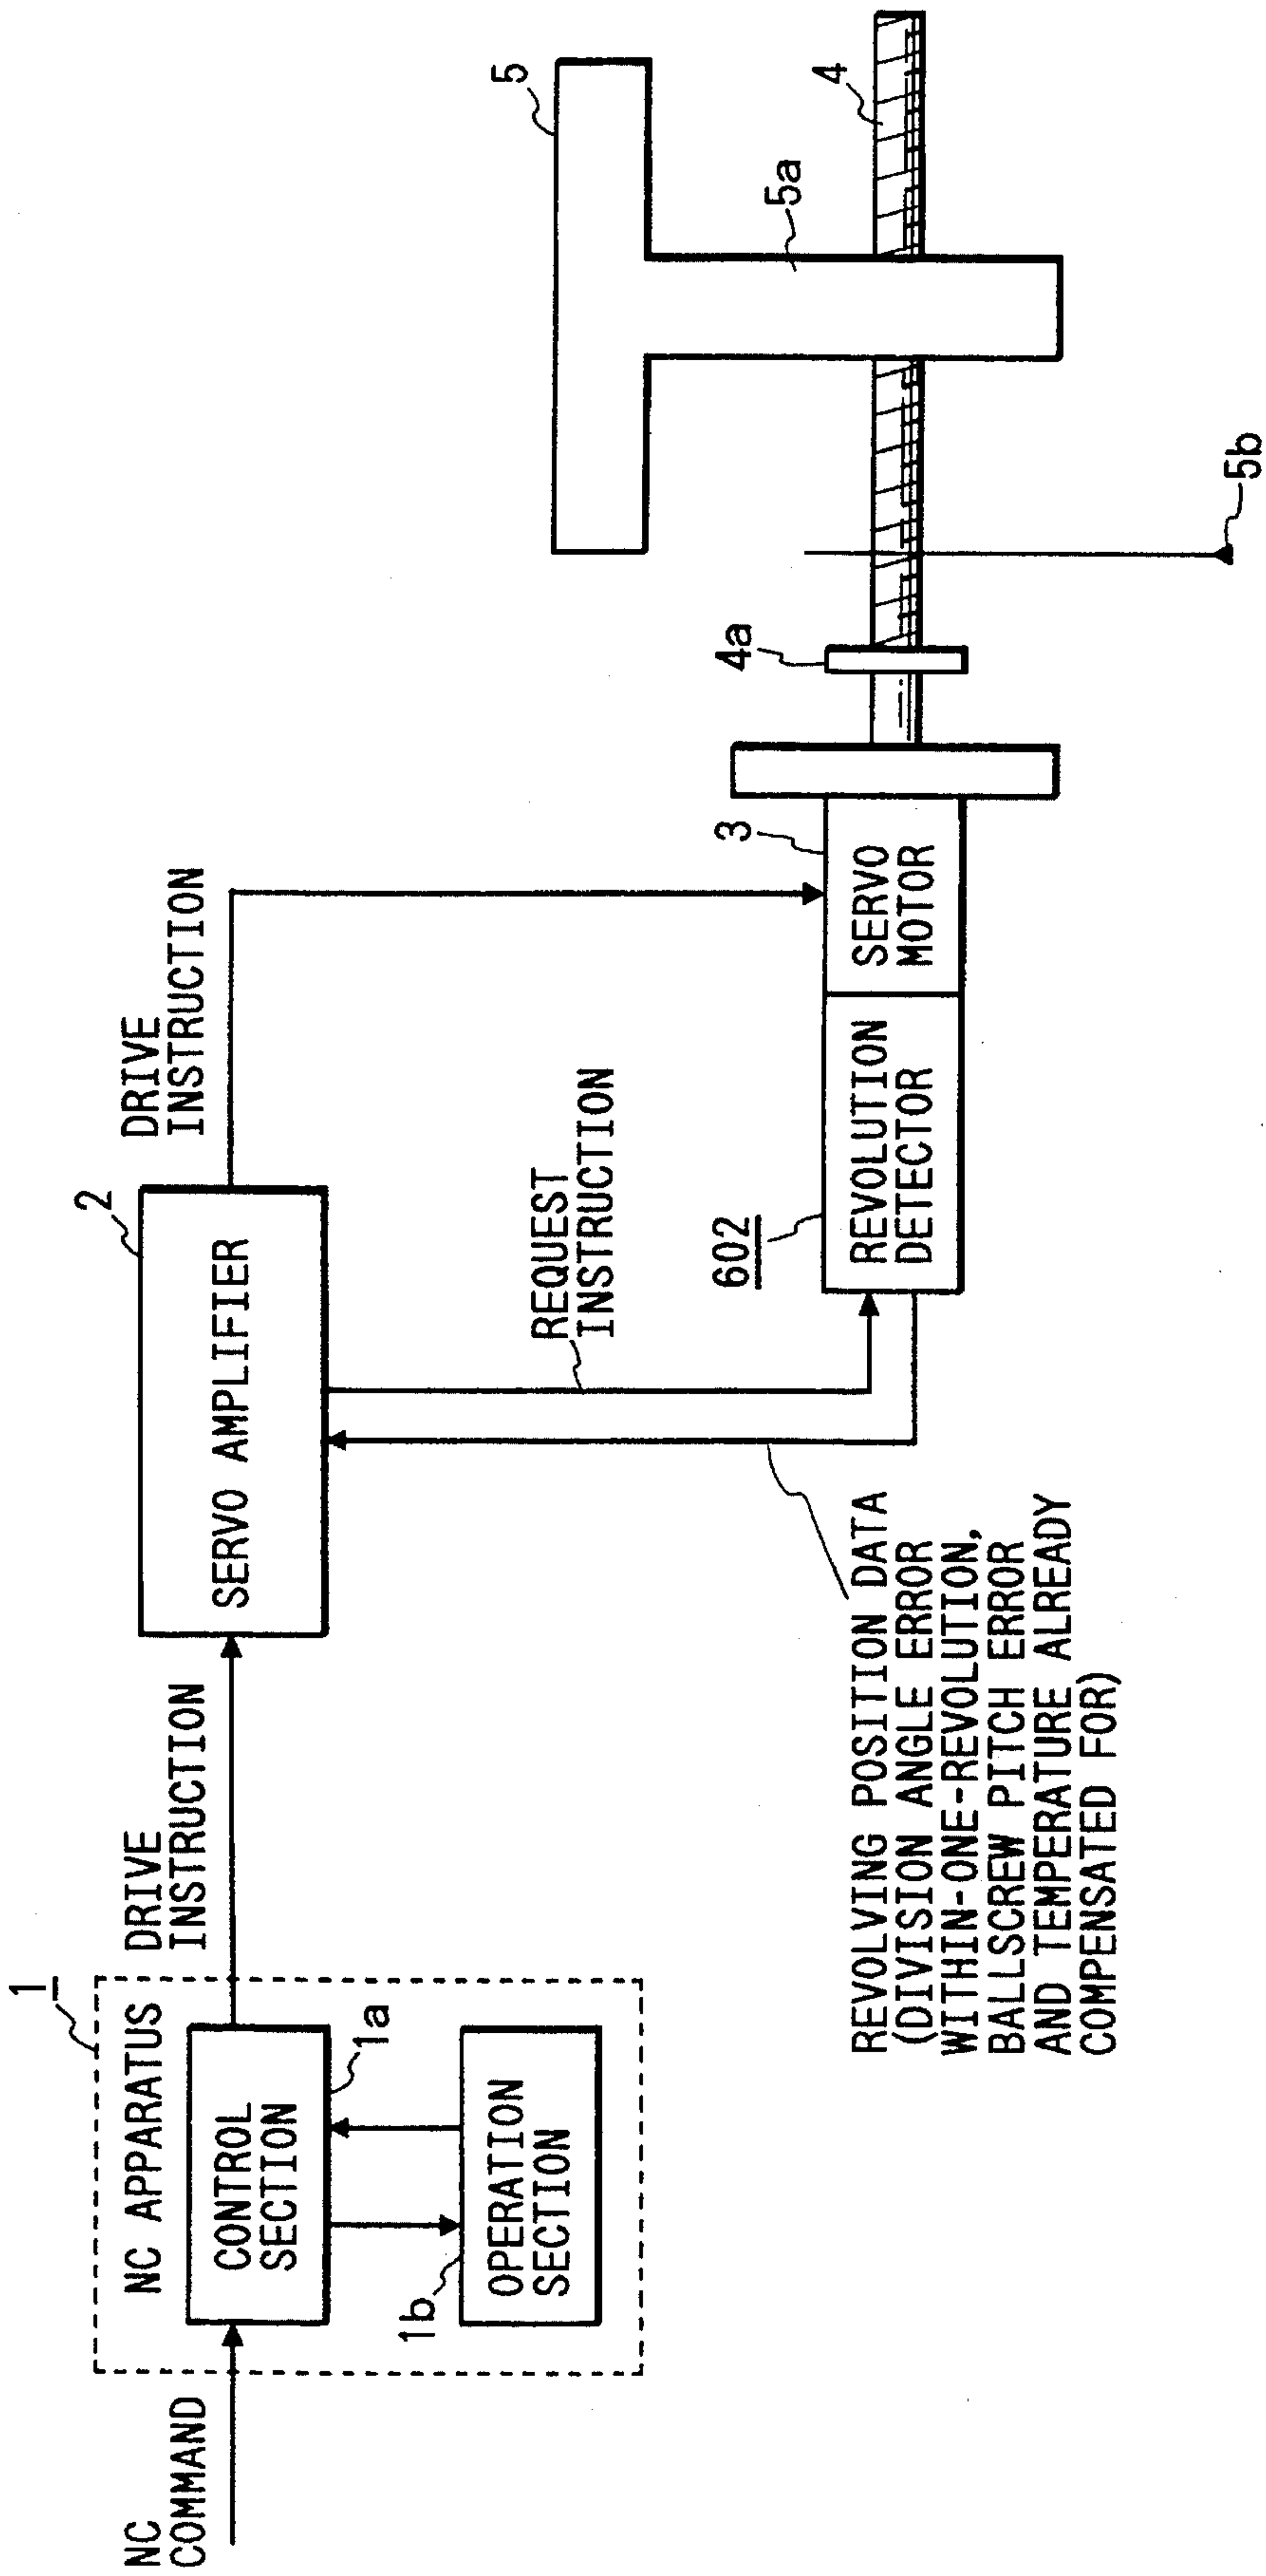 NC
COMMAND
1
NC APPARATUS
CONTROL
SECTION
1a
1b
OPERATION
SECTION
DRIVE
INSTRUCTION
2
SERVO AMPLIFIER
DRIVE
INSTRUCTION
REQUEST
INSTRUCTION
REVOLVING POSITION DATA
(DIVISION ANGLE ERROR
WITHIN-ONE-REVOLUTION,
BALLSCREW PITCH ERROR
AND TEMPERATURE ALREADY
COMPENSATED FOR)
602
REVOLUTION
DETECTOR
3
SERVO
MOTOR
4a
5
5a
4
5b